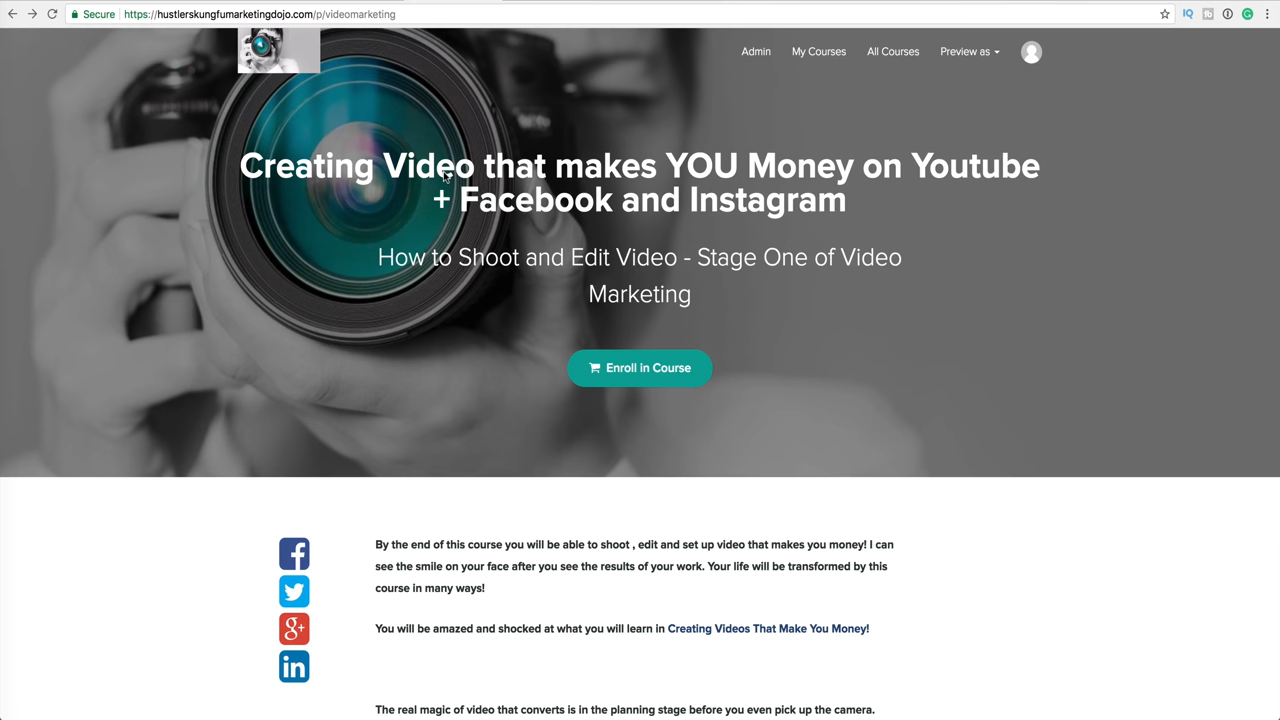 Secure https://hustlerskungfumarketingdojo.com/p/videomarketing
Admin My Courses All Courses Preview as
Creating Video that makes YOU Money on Youtube
+ Facebook and Instagram
How to Shoot and Edit Video - Stage One of Video
Marketing
Enroll in Course
By the end of this course you will be able to shoot , edit and set up video that makes you money! I can
see the smile on your face after you see the results of your work. Your life will be transformed by this
course in many ways!
You will be amazed and shocked at what you will learn in Creating Videos That Make You Money!
The real magic of video that converts is in the planning stage before you even pick up the camera.